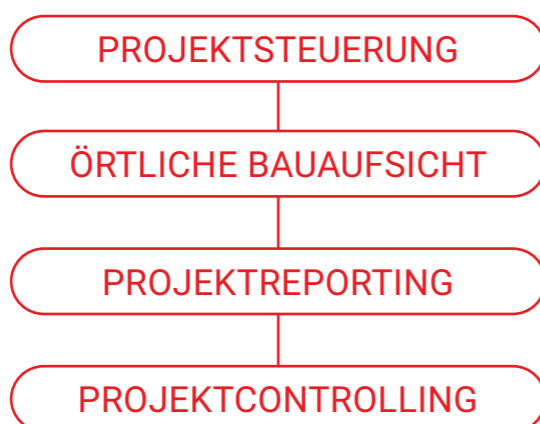 PROJEKTSTEUERUNG
ÖRTLICHE BAUAUFSICHT
PROJEKTREPORTING
PROJEKTCONTROLLING